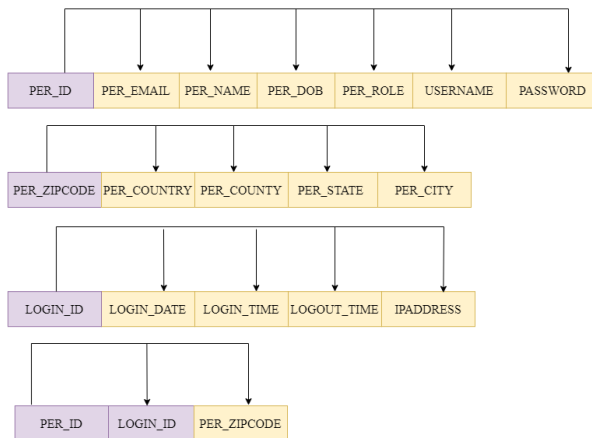 PER_ID PER_EMAIL PER_NAME PER_DOB PER_ROLE USERNAME PASSWORD
PER_ZIPCODE PER_COUNTRY PER_COUNTY PER_STATE PER_CITY
LOGIN_ID LOGIN_DATE LOGIN_TIME LOGOUT_TIME IPADDRESS
PER_ID LOGIN_ID PER_ZIPCODE